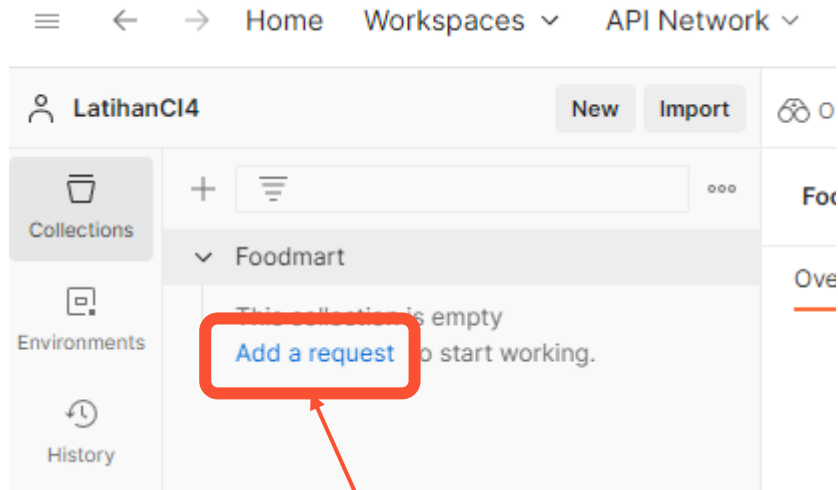 Home Workspaces API Network
LatihanCI4 New Import
Collections
Foodmart
This collection is empty
Add a request to start working.
Environments
History